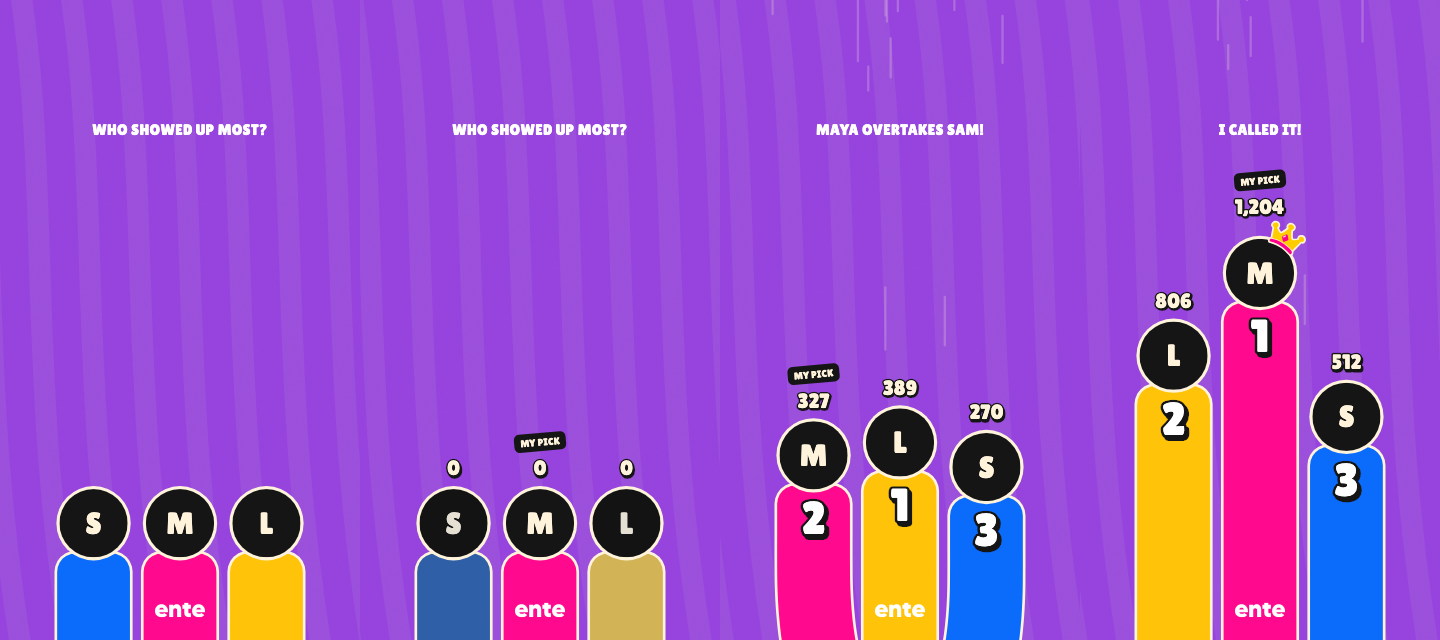 WHO SHOWED UP MOST?
S M L
ente
WHO SHOWED UP MOST?
MY PICK
0 0 0
S M L
ente
MAYA OVERTAKES SAM!
MY PICK
327 389 270
M L S
2 1 3
ente
I CALLED IT!
MY PICK
1,204
M
806
1
L
512
2
S
3
ente